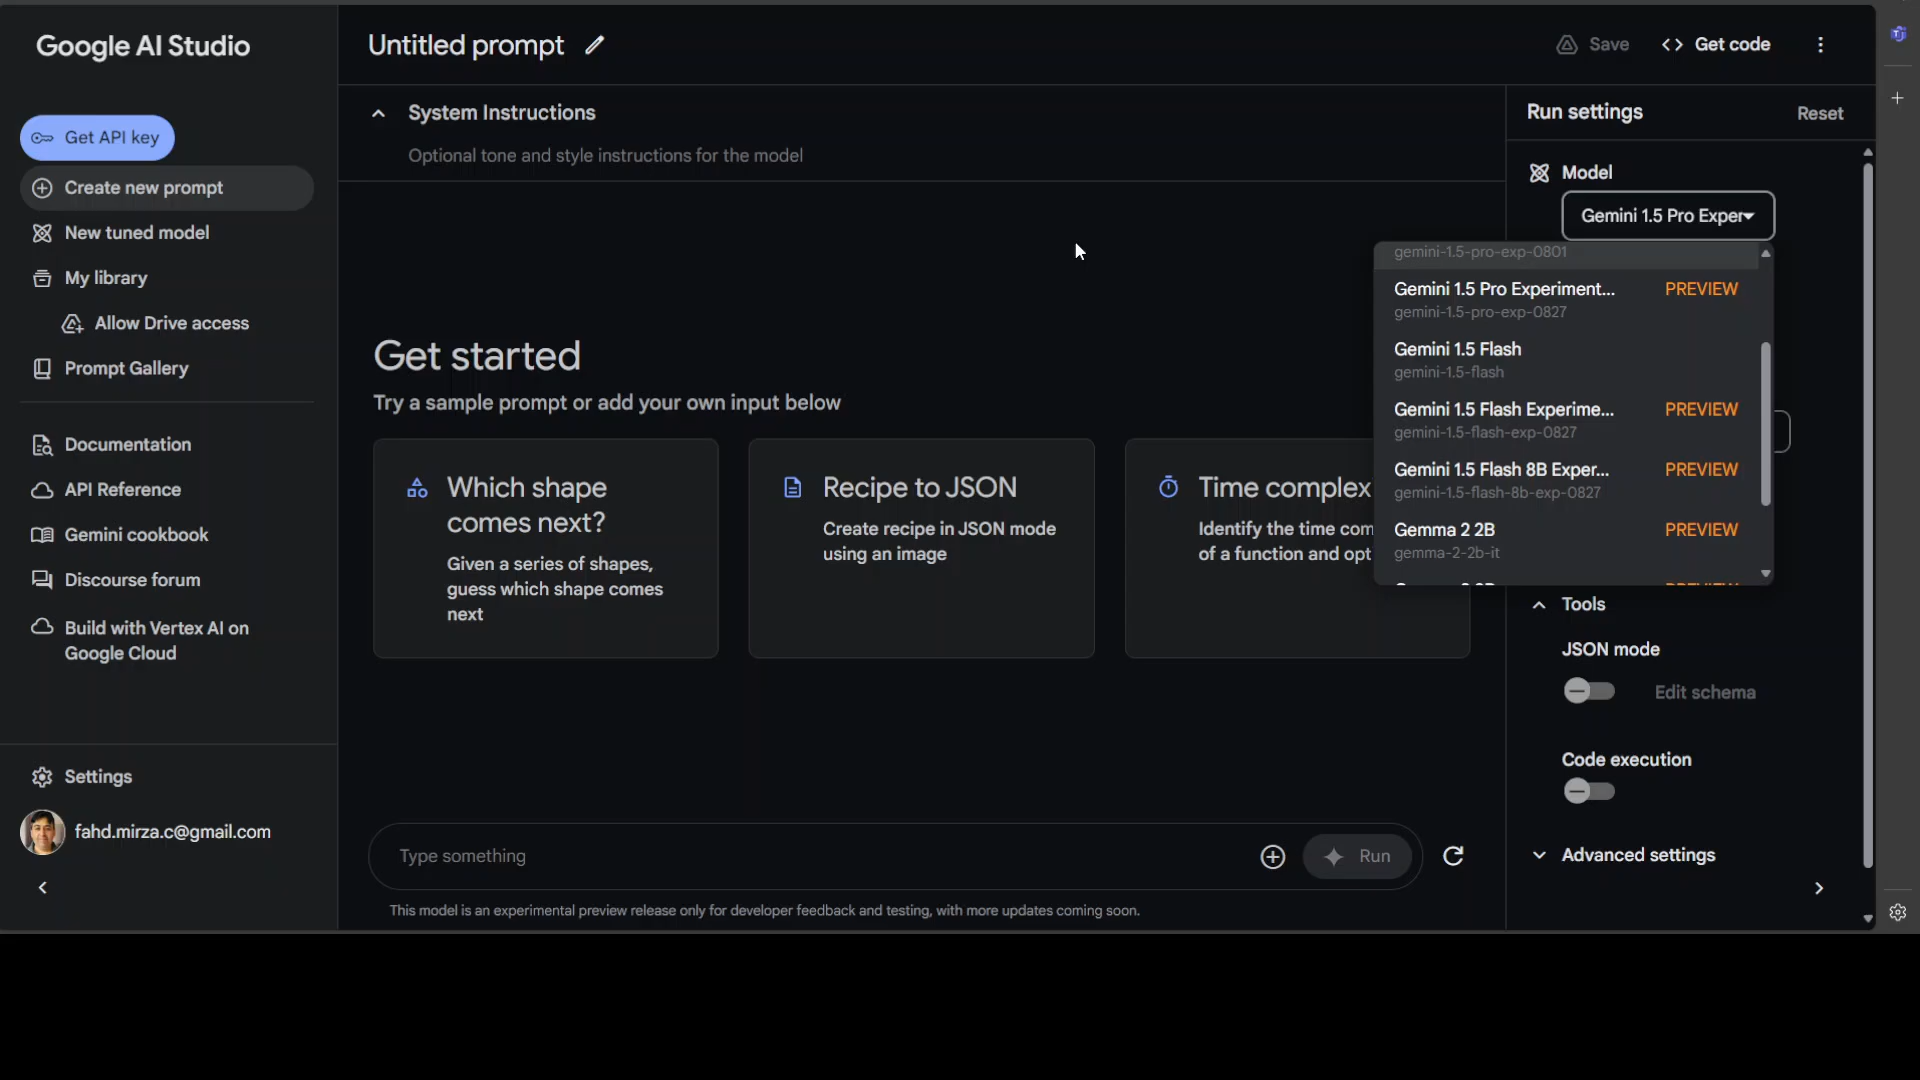 Google AI Studio
Get API key
Create new prompt
New tuned model
My library
Allow Drive access
Prompt Gallery
Documentation
API Reference
Gemini cookbook
Discourse forum
Build with Vertex AI on
Google Cloud
Settings
fahd.mirza.c@gmail.com
Untitled prompt
Save
<> Get code
System Instructions
Optional tone and style instructions for the model
Get started
Try a sample prompt or add your own input below
Which shape
comes next?
Given a series of shapes,
guess which shape comes
next
Recipe to JSON
Create recipe in JSON mode
using an image
Time complex
Identify the time com
of a function and opt
Type something
Run
This model is an experimental preview release only for developer feedback and testing, with more updates coming soon.
Run settings
Reset
Model
Gemini 1.5 Pro Exper
gemini-1.5-pro-exp-0801
Gemini 1.5 Pro Experiment... PREVIEW
gemini-1.5-pro-exp-0827
Gemini 1.5 Flash
gemini-1.5-flash
Gemini 1.5 Flash Experime... PREVIEW
gemini-1.5-flash-exp-0827
Gemini 1.5 Flash 8B Exper... PREVIEW
gemini-1.5-flash-8b-exp-0827
Gemma 2 2B PREVIEW
gemma-2-2b-it
Tools
JSON mode
Edit schema
Code execution
Advanced settings